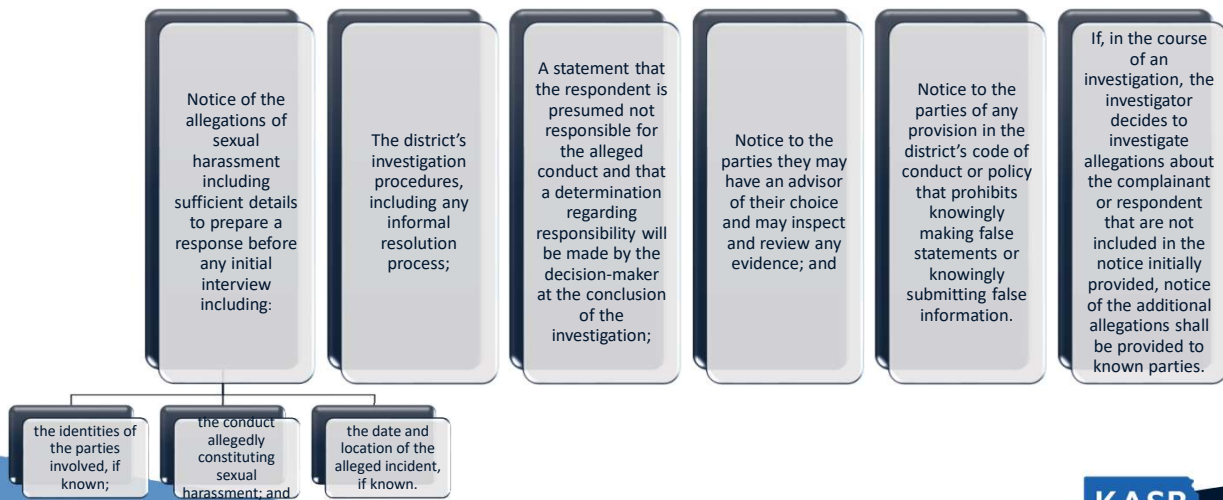 Notice of the
allegations of
sexual
harassment
including
sufficient details
to prepare a
response before
any initial
interview
including:
The district’s
investigation
procedures,
including any
informal
resolution
process;
A statement that
the respondent is
presumed not
responsible for
the alleged
conduct and that
a determination
regarding
responsibility will
be made by the
decision-maker
at the conclusion
of the
investigation;
Notice to the
parties they may
have an advisor
of their choice
and may inspect
and review any
evidence; and
Notice to the
parties of any
provision in the
district’s code of
conduct or policy
that prohibits
knowingly
making false
statements or
knowingly
submitting false
information.
If, in the course
of an
investigation, the
investigator
decides to
investigate
allegations about
the complainant
or respondent
that are not
included in the
notice initially
provided, notice
of the additional
allegations shall
be provided to
known parties.
the identities of
the parties
involved, if
known;
the conduct
allegedly
constituting
sexual
harassment; and
the date and
location of the
alleged incident,
if known.